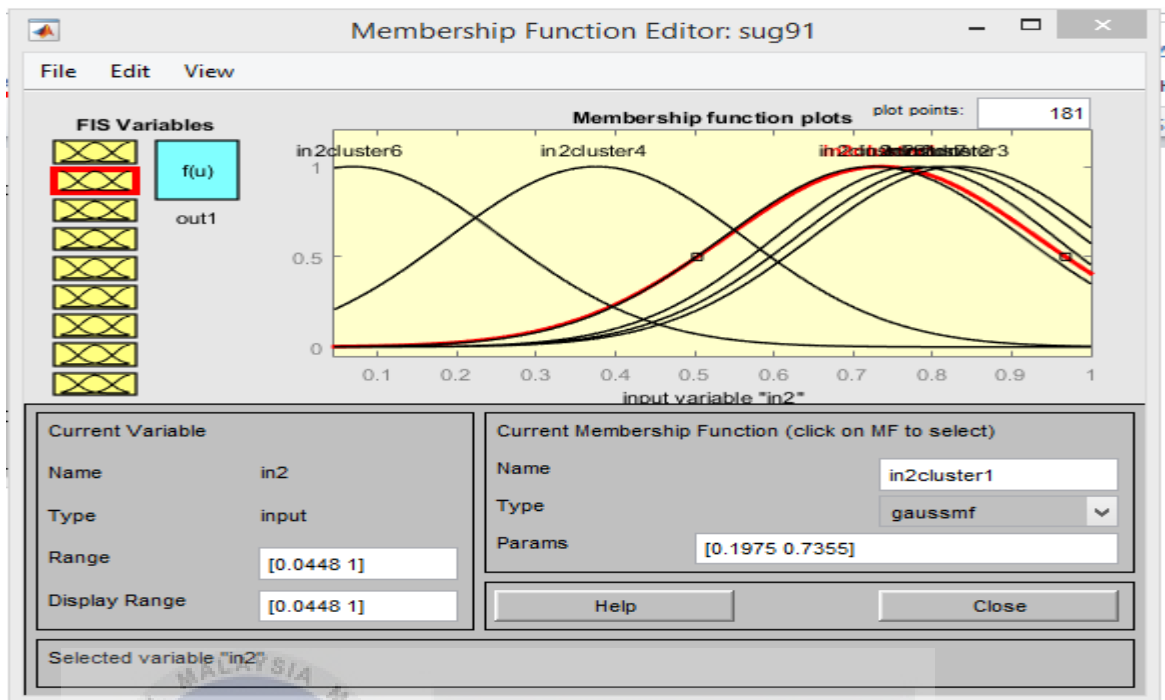 Membership Function Editor: sug91
File Edit View
FIS Variables
f(u)
out1
Membership function plots
plot points:
181
in2cluster6
in2cluster4
1
0.5
0
0.1 0.2 0.3 0.4 0.5 0.6 0.7 0.8 0.9 1
input variable "in2"
Current Variable
Name in2
Type input
Range [0.0448 1]
Display Range [0.0448 1]
Current Membership Function (click on MF to select)
Name in2cluster1
Type gaussmf
Params [0.1975 0.7355]
Help Close
Selected variable "in2"
MALAYSIA